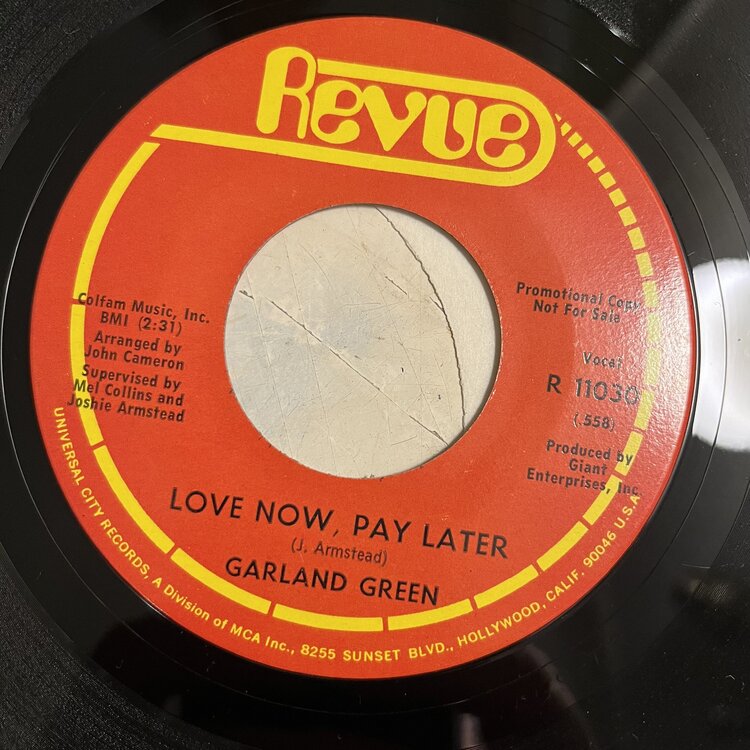 Revue
Colfam Music, Inc.
BMI (2:31)
Arranged by
John Cameron
Supervised by
Mel Collins and
Joshie Armstead
Promotional Copy
Not For Sale
Vocal
R 11030
(.558)
Produced by
Giant
Enterprises, Inc.
LOVE NOW, PAY LATER
(J. Armstead)
GARLAND GREEN
UNIVERSAL CITY RECORDS, A Division of MCA Inc., 8255 SUNSET BLVD., HOLLYWOOD, CALIF. 90046 U.S.A.